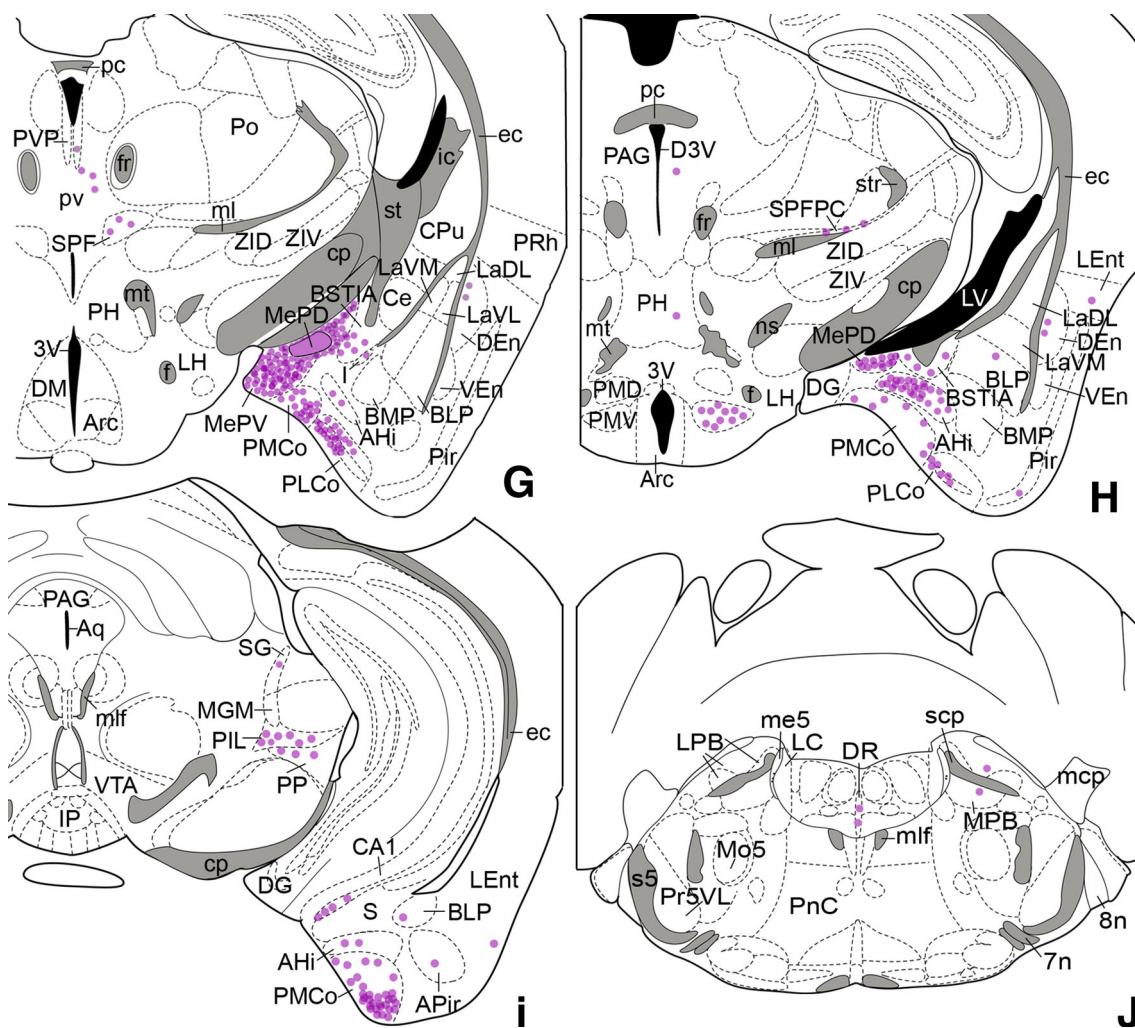 pc
PVP
fr
pv
SPF
Po
ml
ZID
ZIV
mt
PH
3V
DM
Arc
LH
f
ic
ec
st
cp
CPu
PRh
LaVM
LaDL
BSTIA
Ce
MePD
LaVL
DEn
I
VEn
MePV
BMP
BLP
PMCo
AHi
PLCo
Pir
G
pc
PAG
D3V
str
ec
SPFPC
fr
ml
ZID
ZIV
LEnt
cp
LV
PH
ns
mt
MePD
LaDL
DEn
LaVM
3V
PMD
f
LH
DG
BLP
VEn
PMV
BSTIA
PMCo
AHi
BMP
Pir
Arc
PLCo
H
PAG
Aq
SG
mlf
MGM
PIL
ec
VTA
PP
IP
cp
CA1
DG
LEnt
S
BLP
AHi
PMCo
APir
i
me5
scp
LPB
LC
DR
mcp
MPB
Mo5
mlf
s5
Pr5VL
PnC
8n
7n
J